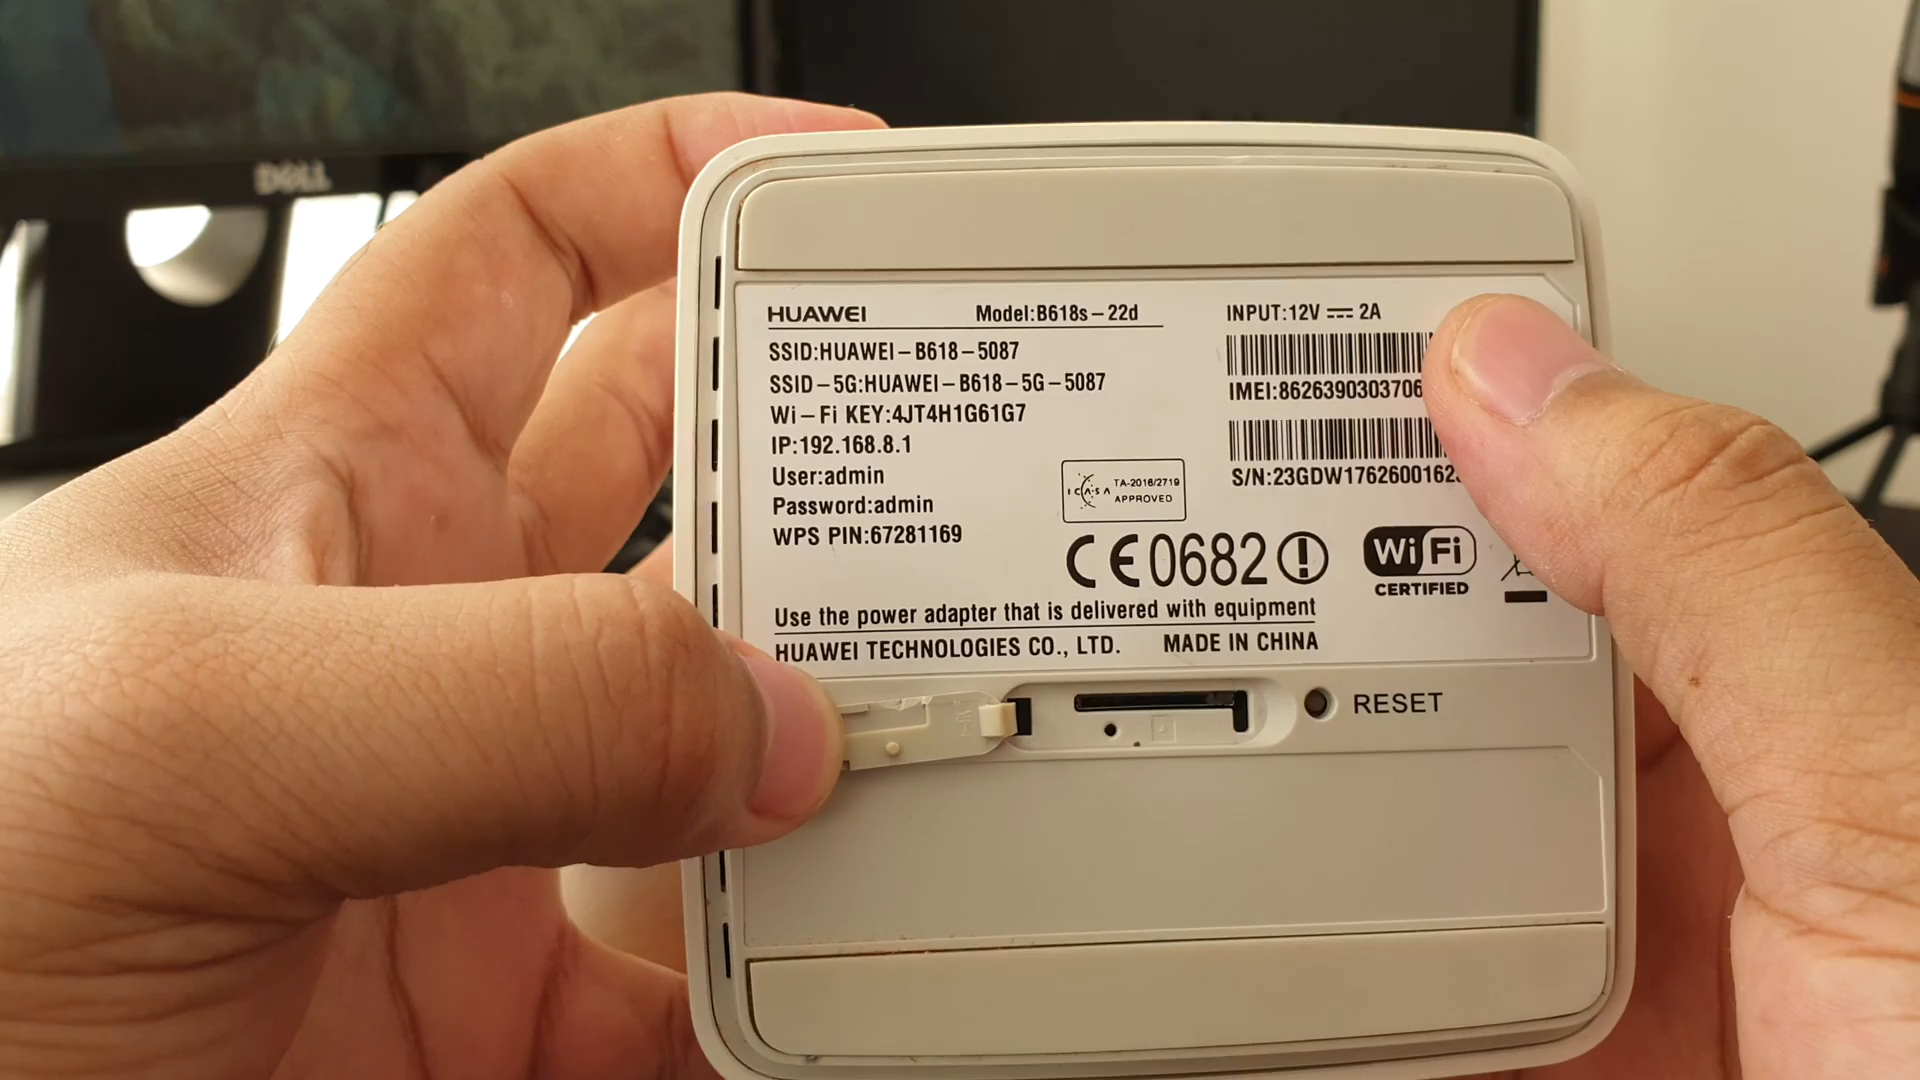 DELL
HUAWEI Model:B618s-22d
SSID:HUAWEI-B618-5087
SSID-5G:HUAWEI-B618-5G-5087
Wi-Fi KEY:4JT4H1G61G7
IP:192.168.8.1
User:admin
Password:admin
WPS PIN:67281169
INPUT:12V ⎓ 2A
IMEI:8626390303706
S/N:23GDW1762600162
ICASA TA-2016/2719
APPROVED
CE0682
Wi Fi
CERTIFIED
Use the power adapter that is delivered with equipment
HUAWEI TECHNOLOGIES CO., LTD. MADE IN CHINA
RESET